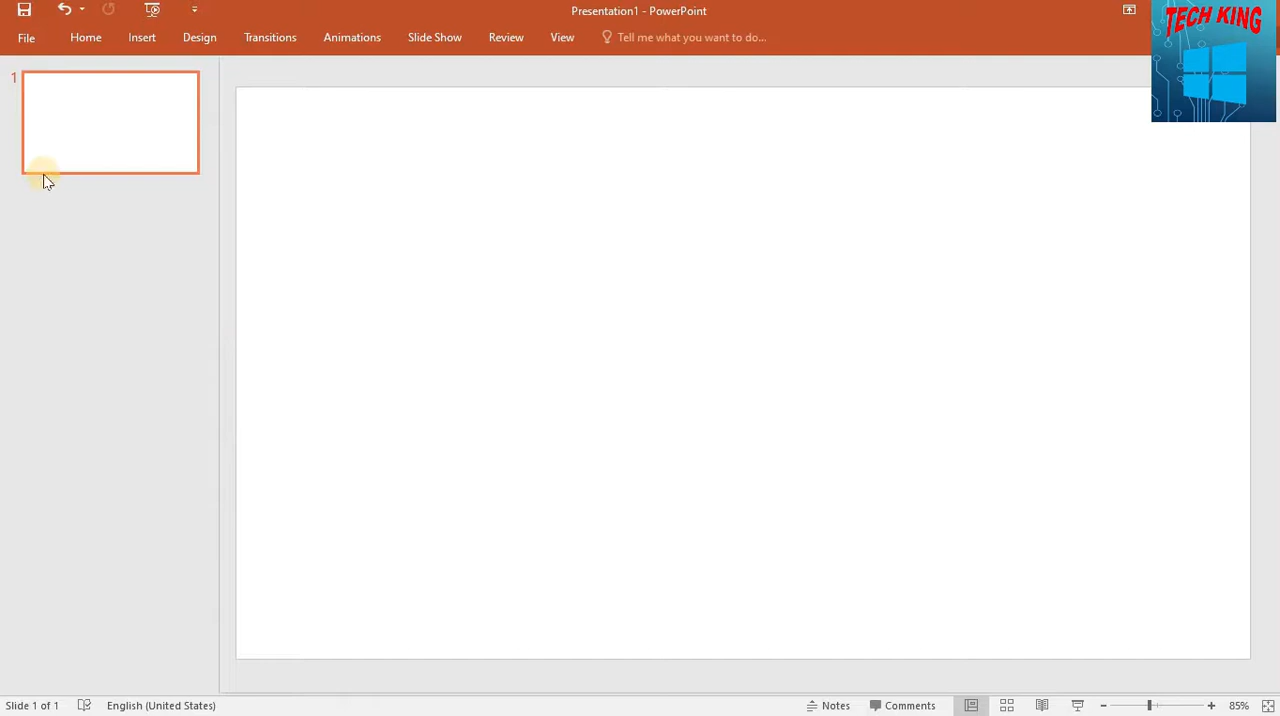 Presentation1 - PowerPoint
TECH KING
File Home Insert Design Transitions Animations Slide Show Review View Tell me what you want to do...
1
Slide 1 of 1 English (United States) Notes Comments 85%